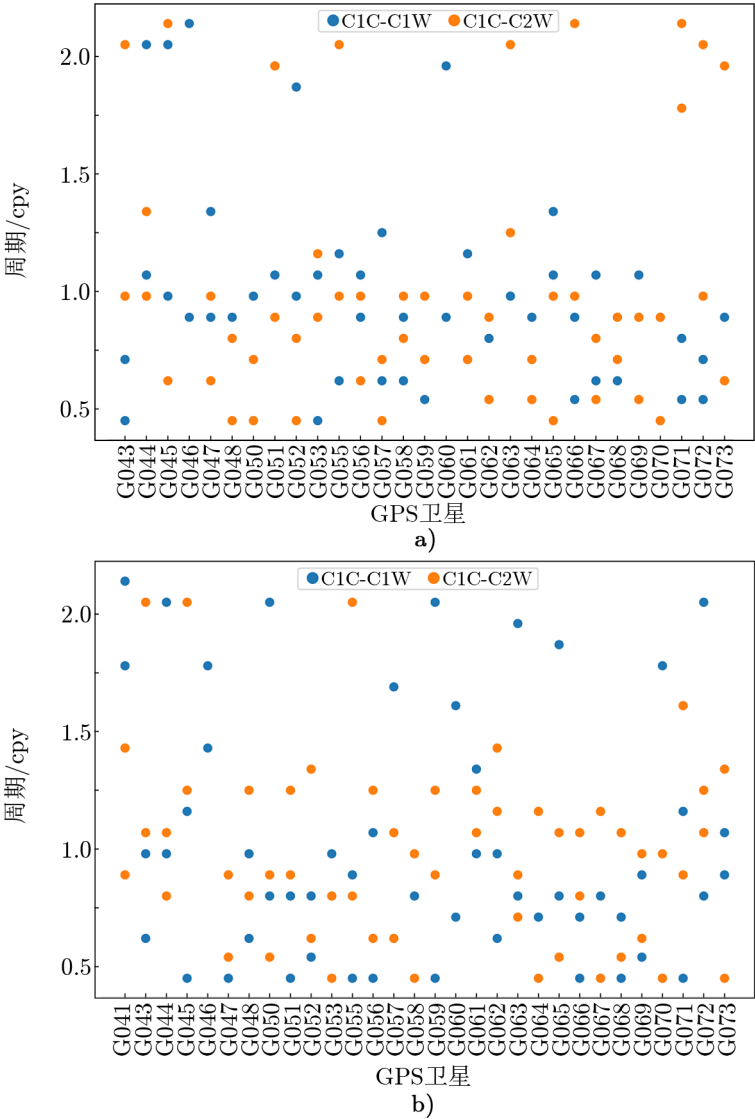 C1C-C1W C1C-C2W
2.0
1.5
1.0
0.5
周期/cpy
G043 G044 G045 G046 G047 G048 G050 G051 G052 G053 G055 G056 G057 G058 G059 G060 G061 G062 G063 G064 G065 G066 G067 G068 G069 G070 G071 G072 G073
GPS卫星
a)
C1C-C1W C1C-C2W
2.0
1.5
1.0
0.5
周期/cpy
G041 G043 G044 G045 G046 G047 G048 G050 G051 G052 G053 G055 G056 G057 G058 G059 G060 G061 G062 G063 G064 G065 G066 G067 G068 G069 G070 G071 G072 G073
GPS卫星
b)